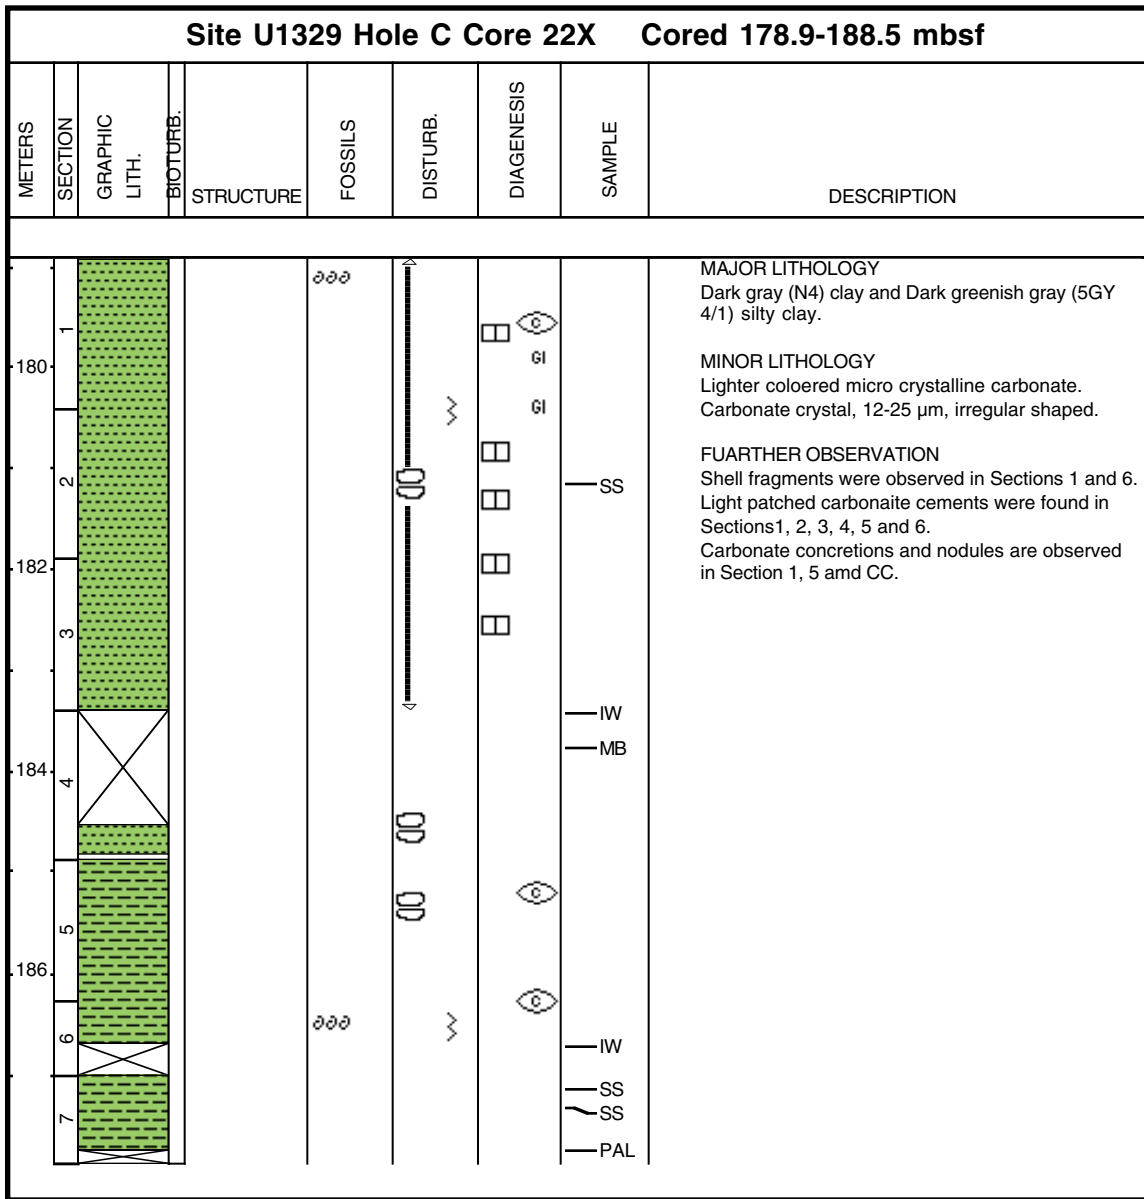 Site U1329 Hole C Core 22X Cored 178.9-188.5 mbsf
METERS
SECTION
GRAPHIC
LITH.
BIOTURB.
STRUCTURE
FOSSILS
DISTURB.
DIAGENESIS
SAMPLE
DESCRIPTION
MAJOR LITHOLOGY
Dark gray (N4) clay and Dark greenish gray (5GY
4/1) silty clay.
MINOR LITHOLOGY
Lighter coloered micro crystalline carbonate.
Carbonate crystal, 12-25 µm, irregular shaped.
FUARTHER OBSERVATION
Shell fragments were observed in Sections 1 and 6.
Light patched carbonaite cements were found in
Sections1, 2, 3, 4, 5 and 6.
Carbonate concretions and nodules are observed
in Section 1, 5 amd CC.
180
182
184
186
1
2
3
4
5
6
7
C
Gl
Gl
C
C
SS
IW
MB
IW
SS
SS
PAL